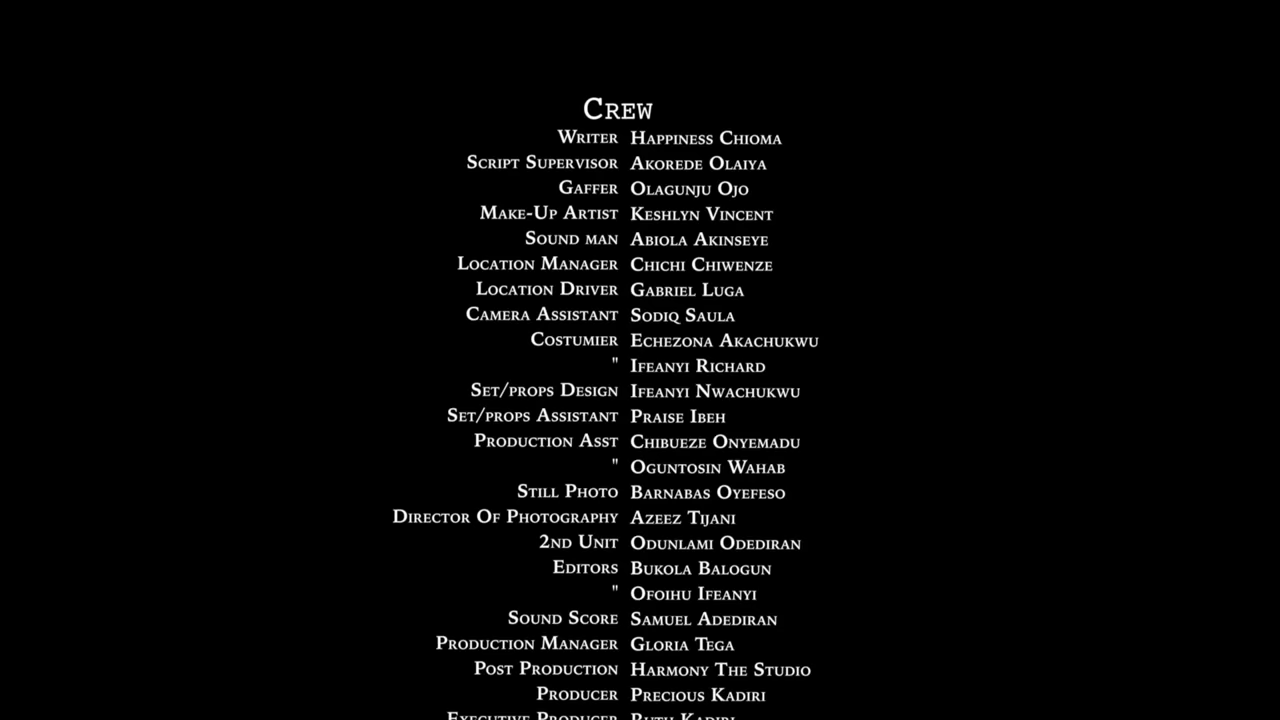 Crew
Writer Happiness Chioma
Script Supervisor Akorede Olaiya
Gaffer Olagunju Ojo
Make-Up Artist Keshlyn Vincent
Sound man Abiola Akinseye
Location Manager Chichi Chiwenze
Location Driver Gabriel Luga
Camera Assistant Sodiq Saula
Costumier Echezona Akachukwu
" Ifeanyi Richard
Set/props Design Ifeanyi Nwachukwu
Set/props Assistant Praise Ibeh
Production Asst Chibueze Onyemadu
" Oguntosin Wahab
Still Photo Barnabas Oyefeso
Director Of Photography Azeez Tijani
2nd Unit Odunlami Odediran
Editors Bukola Balogun
" Ofoihu Ifeanyi
Sound Score Samuel Adediran
Production Manager Gloria Tega
Post Production Harmony The Studio
Producer Precious Kadiri
Executive Producer Ruth Kadiri